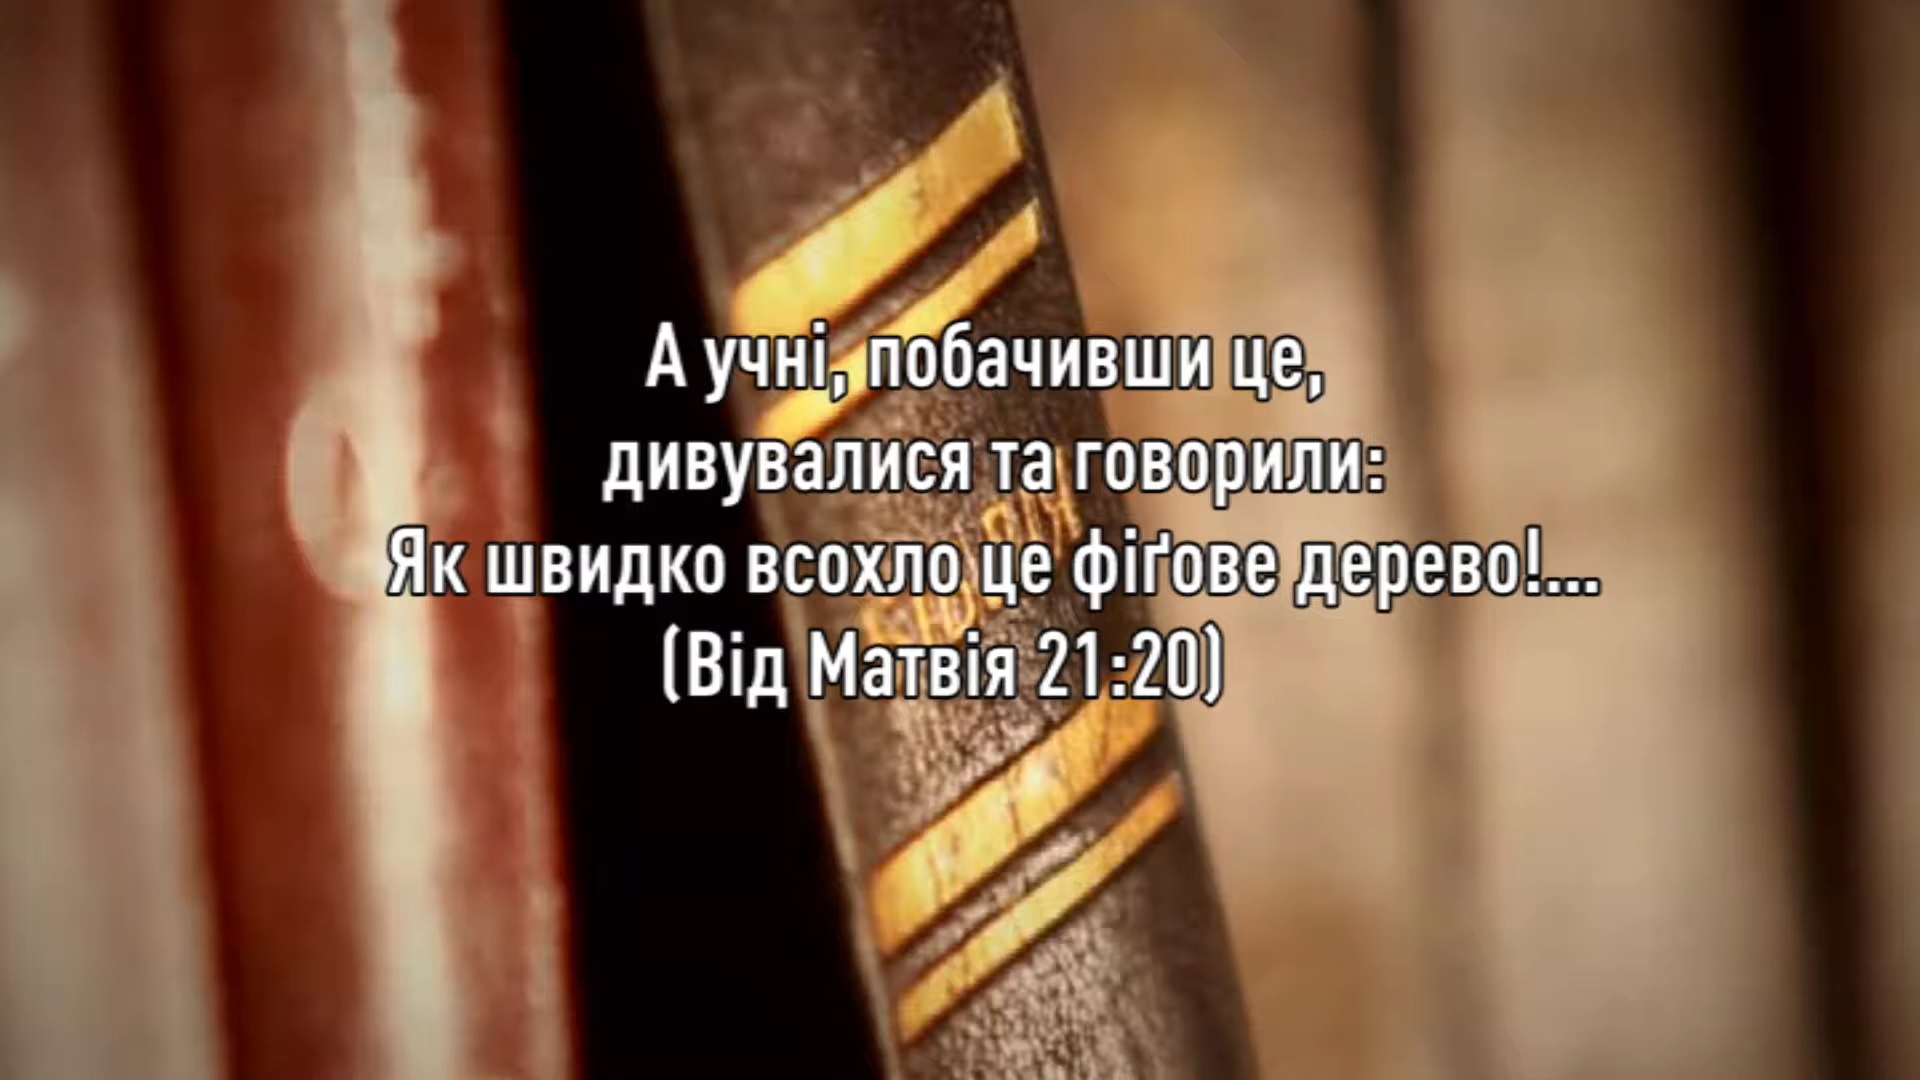 А учні, побачивши це,
дивувалися та говорили:
Як швидко всохло це фіґове дерево!...
(Від Матвія 21:20)